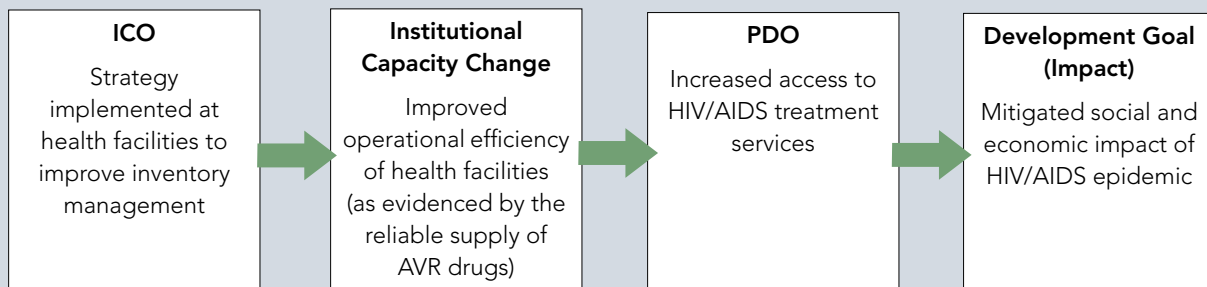 ICO
Strategy
implemented at
health facilities to
improve inventory
management
Institutional
Capacity Change
Improved
operational efficiency
of health facilities
(as evidenced by the
reliable supply of
AVR drugs)
PDO
Increased access to
HIV/AIDS treatment
services
Development Goal
(Impact)
Mitigated social and
economic impact of
HIV/AIDS epidemic